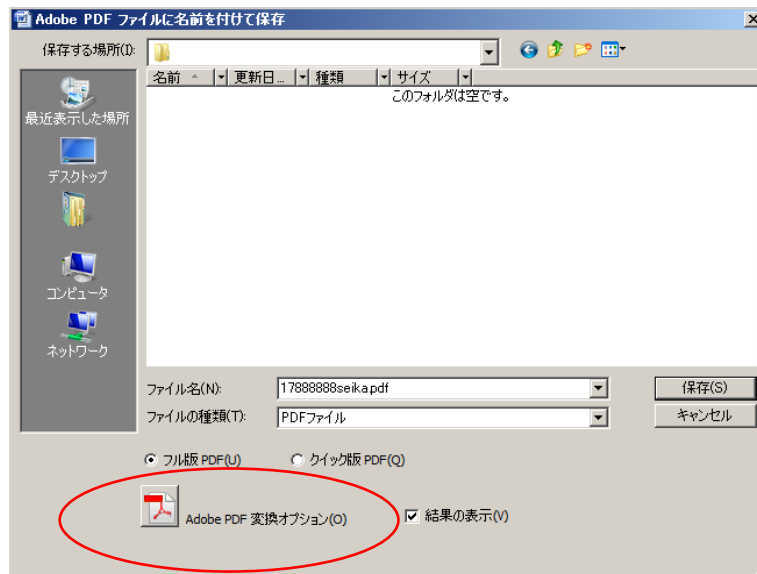 Adobe PDF ファイルに名前を付けて保存
保存する場所(I):
名前 更新日... 種類 サイズ
このフォルダは空です。
最近表示した場所
デスクトップ
コンピュータ
ネットワーク
ファイル名(N): 17888888seika.pdf 保存(S)
ファイルの種類(T): PDFファイル キャンセル
フル版 PDF(U) クイック版 PDF(Q)
Adobe PDF 変換オプション(O) 結果の表示(V)